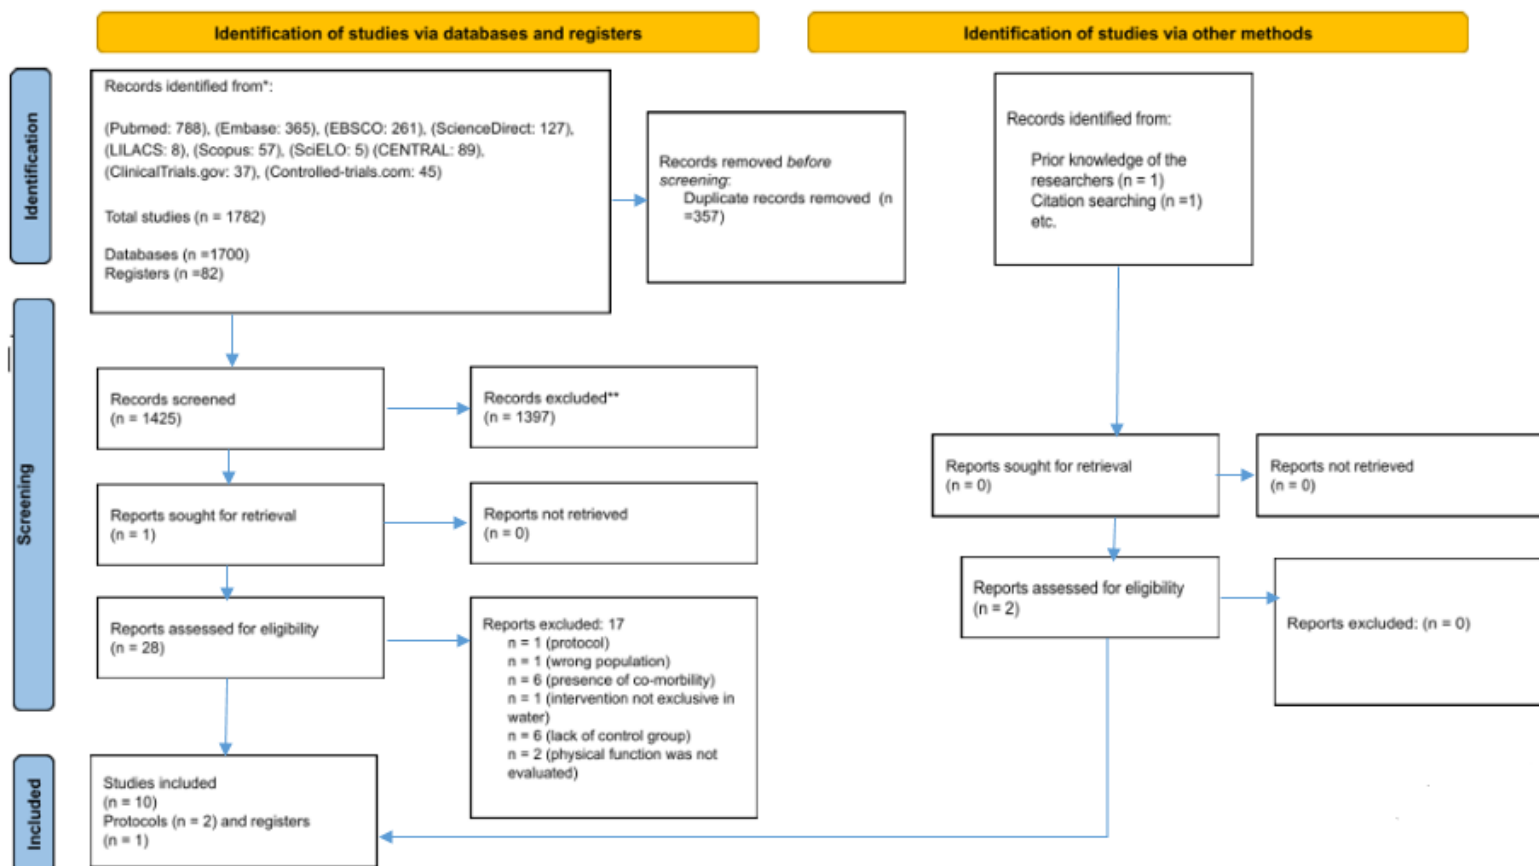 Identification of studies via databases and registers
Identification of studies via other methods
Identification
Records identified from*:
(Pubmed: 788), (Embase: 365), (EBSCO: 261), (ScienceDirect: 127),
(LILACS: 8), (Scopus: 57), (SciELO: 5) (CENTRAL: 89),
(ClinicalTrials.gov: 37), (Controlled-trials.com: 45)
Total studies (n = 1782)
Databases (n =1700)
Registers (n =82)
Records removed before
screening:
Duplicate records removed (n
=357)
Records identified from:
Prior knowledge of the
researchers (n = 1)
Citation searching (n =1)
etc.
Screening
Records screened
(n = 1425)
Records excluded**
(n = 1397)
Reports sought for retrieval
(n = 1)
Reports not retrieved
(n = 0)
Reports sought for retrieval
(n = 0)
Reports not retrieved
(n = 0)
Reports assessed for eligibility
(n = 28)
Reports excluded: 17
n = 1 (protocol)
n = 1 (wrong population)
n = 6 (presence of co-morbility)
n = 1 (intervention not exclusive in
water)
n = 6 (lack of control group)
n = 2 (physical function was not
evaluated)
Reports assessed for eligibility
(n = 2)
Reports excluded: (n = 0)
Included
Studies included
(n = 10)
Protocols (n = 2) and registers
(n = 1)